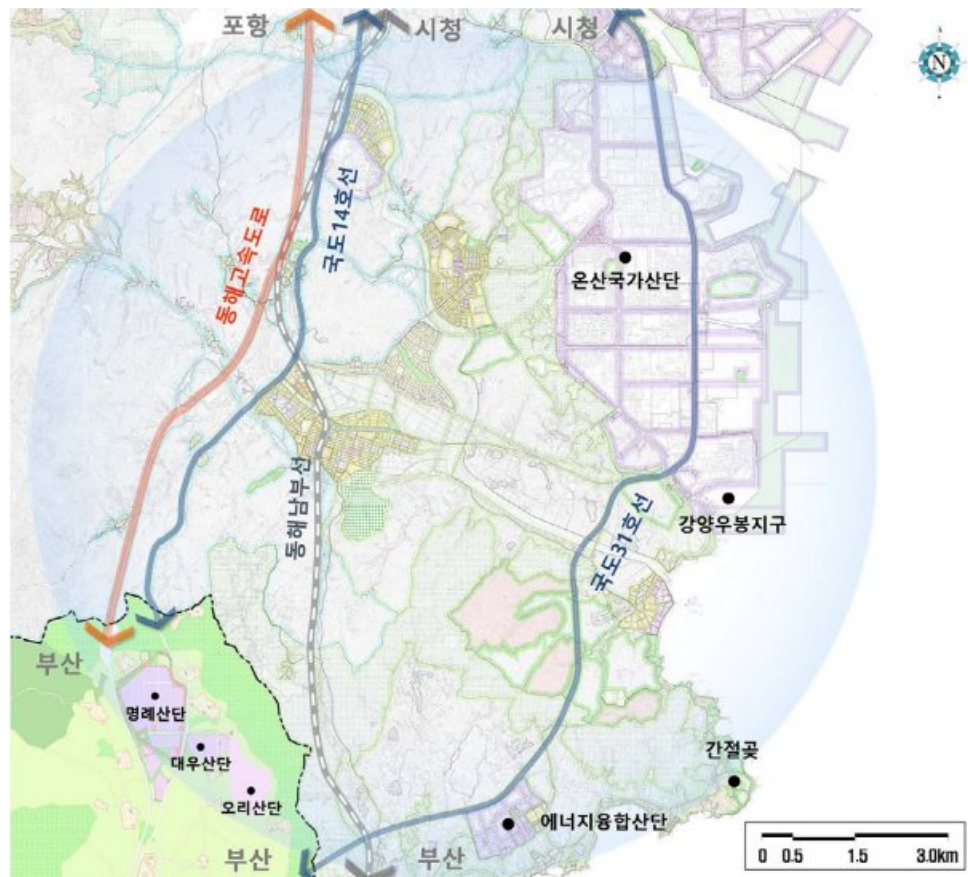 포항
시청
시청
N
국도14호선
동해고속도로
온산국가산단
동해남부선
강양우봉지구
국도31호선
부산
명례산단
대우산단
오리산단
간절곶
에너지융합산단
부산
부산
0 0.5 1.5 3.0km